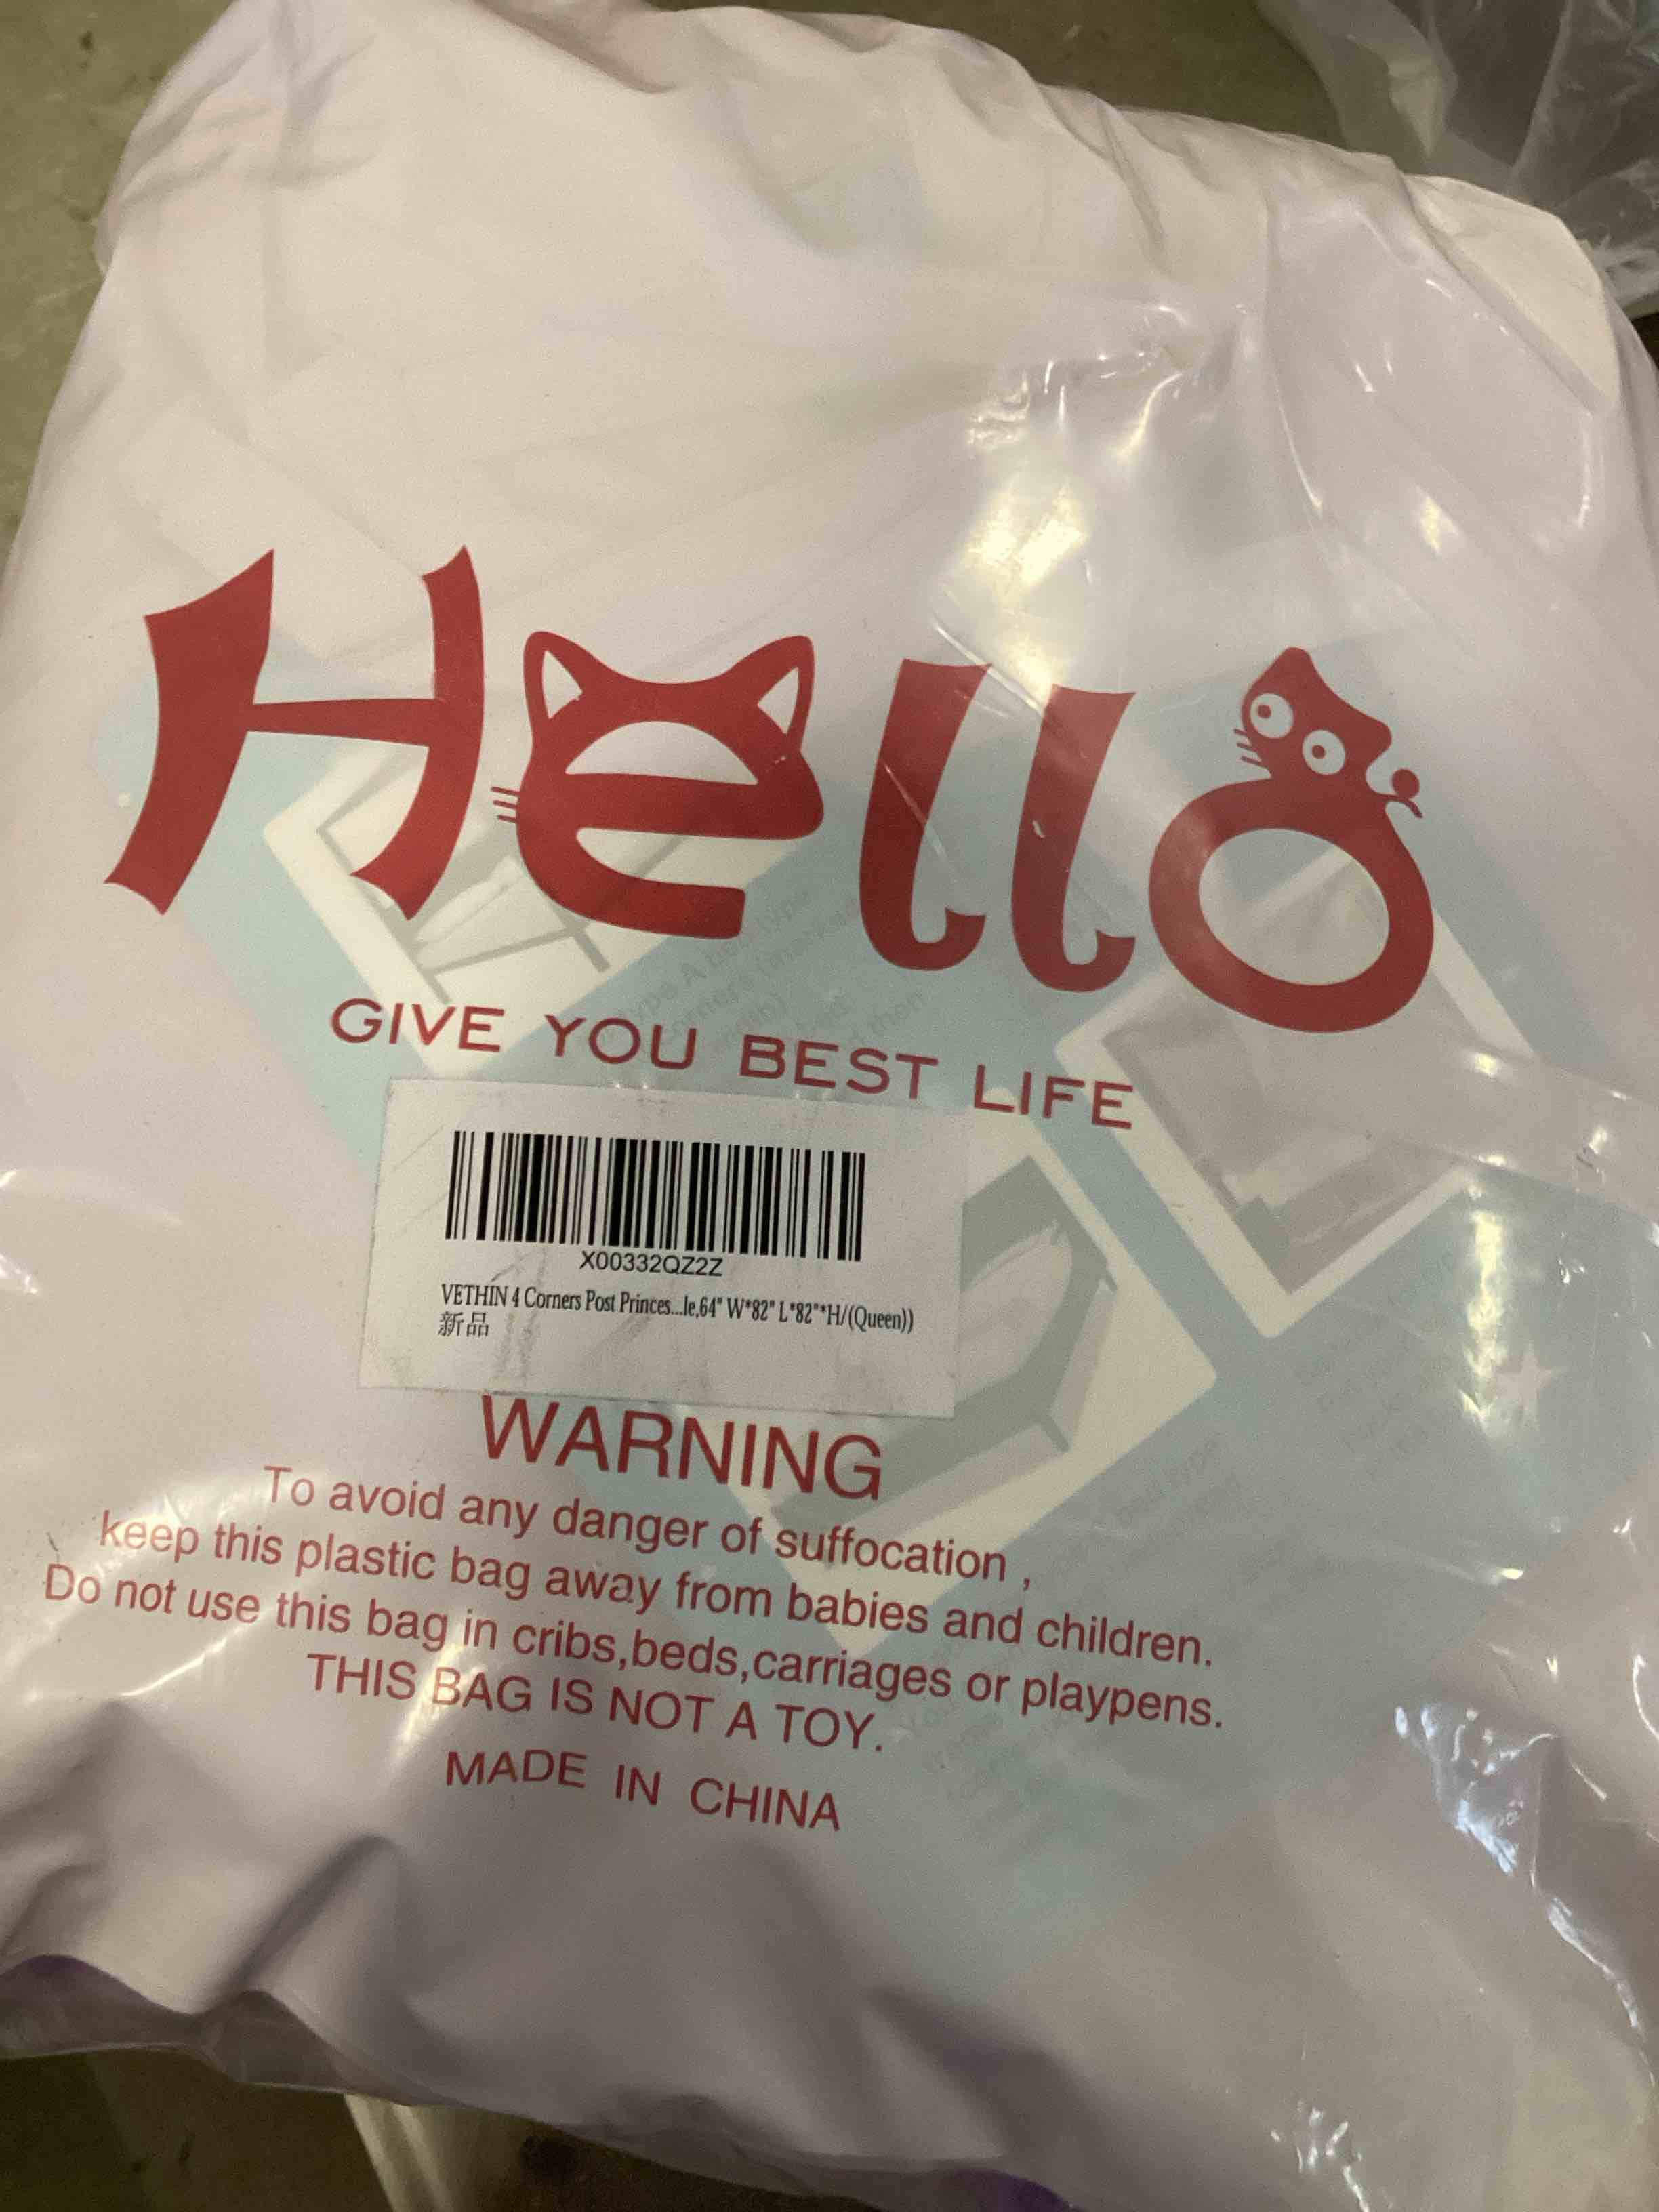 Hello
GIVE YOU BEST LIFE
X00332QZ2Z
VETHIN 4 Corners Post Princes...le,64" W*82" L*82"*H/(Queen))
新品
WARNING
To avoid any danger of suffocation ,
keep this plastic bag away from babies and children.
Do not use this bag in cribs,beds,carriages or playpens.
THIS BAG IS NOT A TOY.
MADE IN CHINA